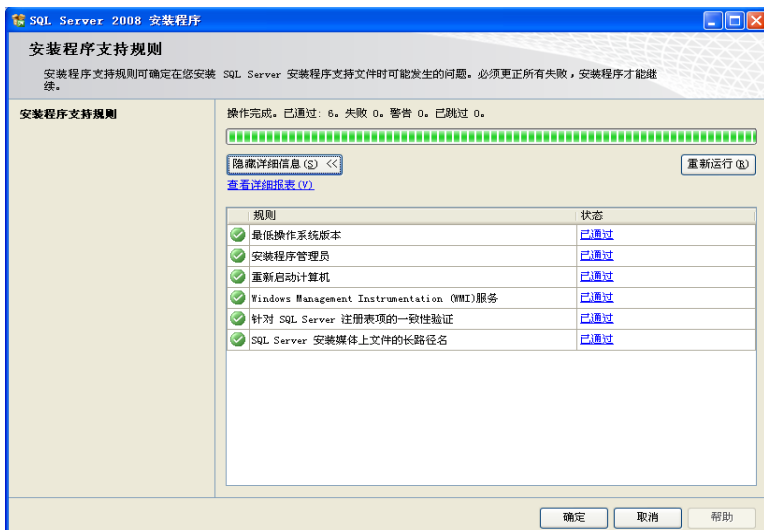 SQL Server 2008 安装程序
安装程序支持规则
安装程序支持规则可确定在您安装 SQL Server 安装程序支持文件时可能发生的问题。必须更正所有失败，安装程序才能继
续。
安装程序支持规则
操作完成。已通过: 6。失败 0。警告 0。已跳过 0。
隐藏详细信息(S) <<
重新运行(R)
查看详细报表(V)
规则 状态
最低操作系统版本 已通过
安装程序管理员 已通过
重新启动计算机 已通过
Windows Management Instrumentation (WMI)服务 已通过
针对 SQL Server 注册表项的一致性验证 已通过
SQL Server 安装媒体上文件的长路径名 已通过
确定 取消 帮助